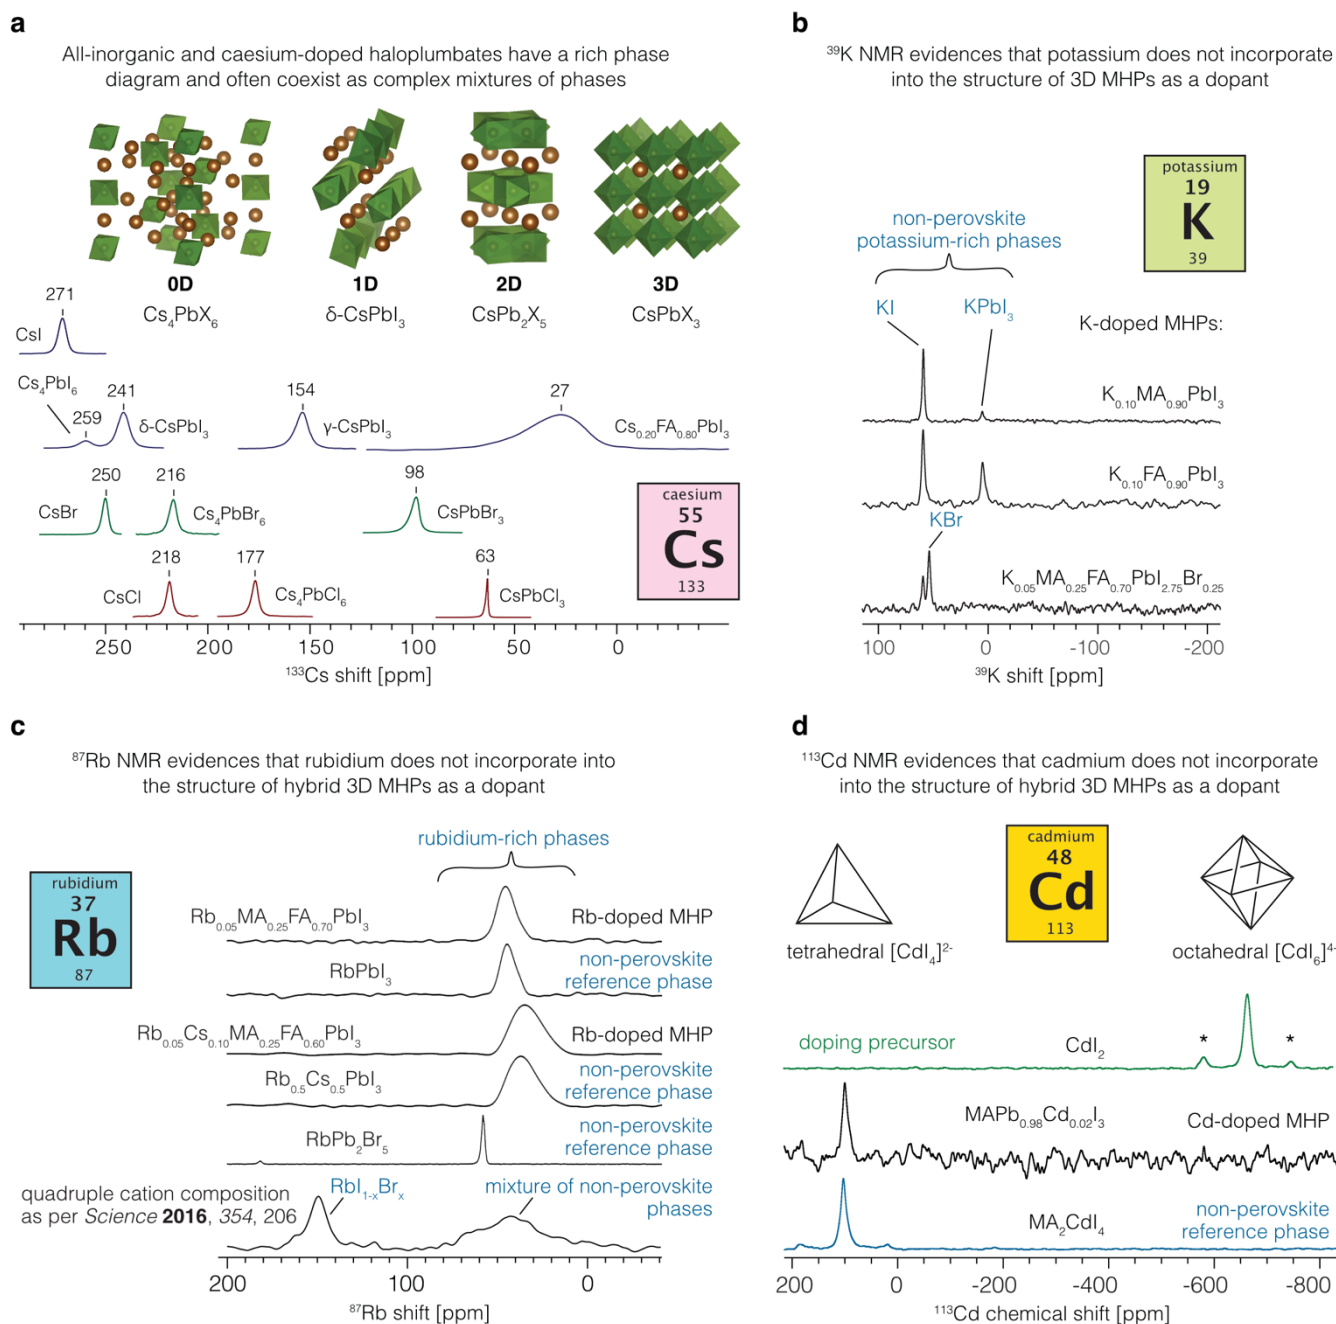 a
All-inorganic and caesium-doped haloplumbates have a rich phase
diagram and often coexist as complex mixtures of phases
0D
1D
2D
3D
Cs₄PbX₆
δ-CsPbI₃
CsPb₂X₅
CsPbX₃
271
CsI
Cs₄PbI₆
259
241
δ-CsPbI₃
154
γ-CsPbI₃
27
Cs₀.₂₀FA₀.₈₀PbI₃
250
CsBr
216
Cs₄PbBr₆
98
CsPbBr₃
218
CsCl
177
Cs₄PbCl₆
63
CsPbCl₃
caesium
55
Cs
133
250
200
150
100
50
0
¹³³Cs shift [ppm]
b
³⁹K NMR evidences that potassium does not incorporate
into the structure of 3D MHPs as a dopant
potassium
19
K
39
non-perovskite
potassium-rich phases
KI
KPbI₃
K-doped MHPs:
K₀.₁₀MA₀.₉₀PbI₃
K₀.₁₀FA₀.₉₀PbI₃
KBr
K₀.₀₅MA₀.₂₅FA₀.₇₀PbI₂.₇₅Br₀.₂₅
100
0
-100
-200
³⁹K shift [ppm]
c
⁸⁷Rb NMR evidences that rubidium does not incorporate into
the structure of hybrid 3D MHPs as a dopant
rubidium-rich phases
rubidium
37
Rb
87
Rb₀.₀₅MA₀.₂₅FA₀.₇₀PbI₃
Rb-doped MHP
RbPbI₃
non-perovskite
reference phase
Rb₀.₀₅Cs₀.₁₀MA₀.₂₅FA₀.₆₀PbI₃
Rb-doped MHP
Rb₀.₅Cs₀.₅PbI₃
non-perovskite
reference phase
RbPb₂Br₅
non-perovskite
reference phase
quadruple cation composition
as per Science 2016, 354, 206
RbI₁₋ₓBrₓ
mixture of non-perovskite
phases
200
100
0
⁸⁷Rb shift [ppm]
d
¹¹³Cd NMR evidences that cadmium does not incorporate
into the structure of hybrid 3D MHPs as a dopant
cadmium
48
Cd
113
tetrahedral [CdI₄]²⁻
octahedral [CdI₆]⁴⁻
doping precursor
CdI₂
*
*
MAPb₀.₉₈Cd₀.₀₂I₃
Cd-doped MHP
MA₂CdI₄
non-perovskite
reference phase
200
0
-200
-400
-600
-800
¹¹³Cd chemical shift [ppm]